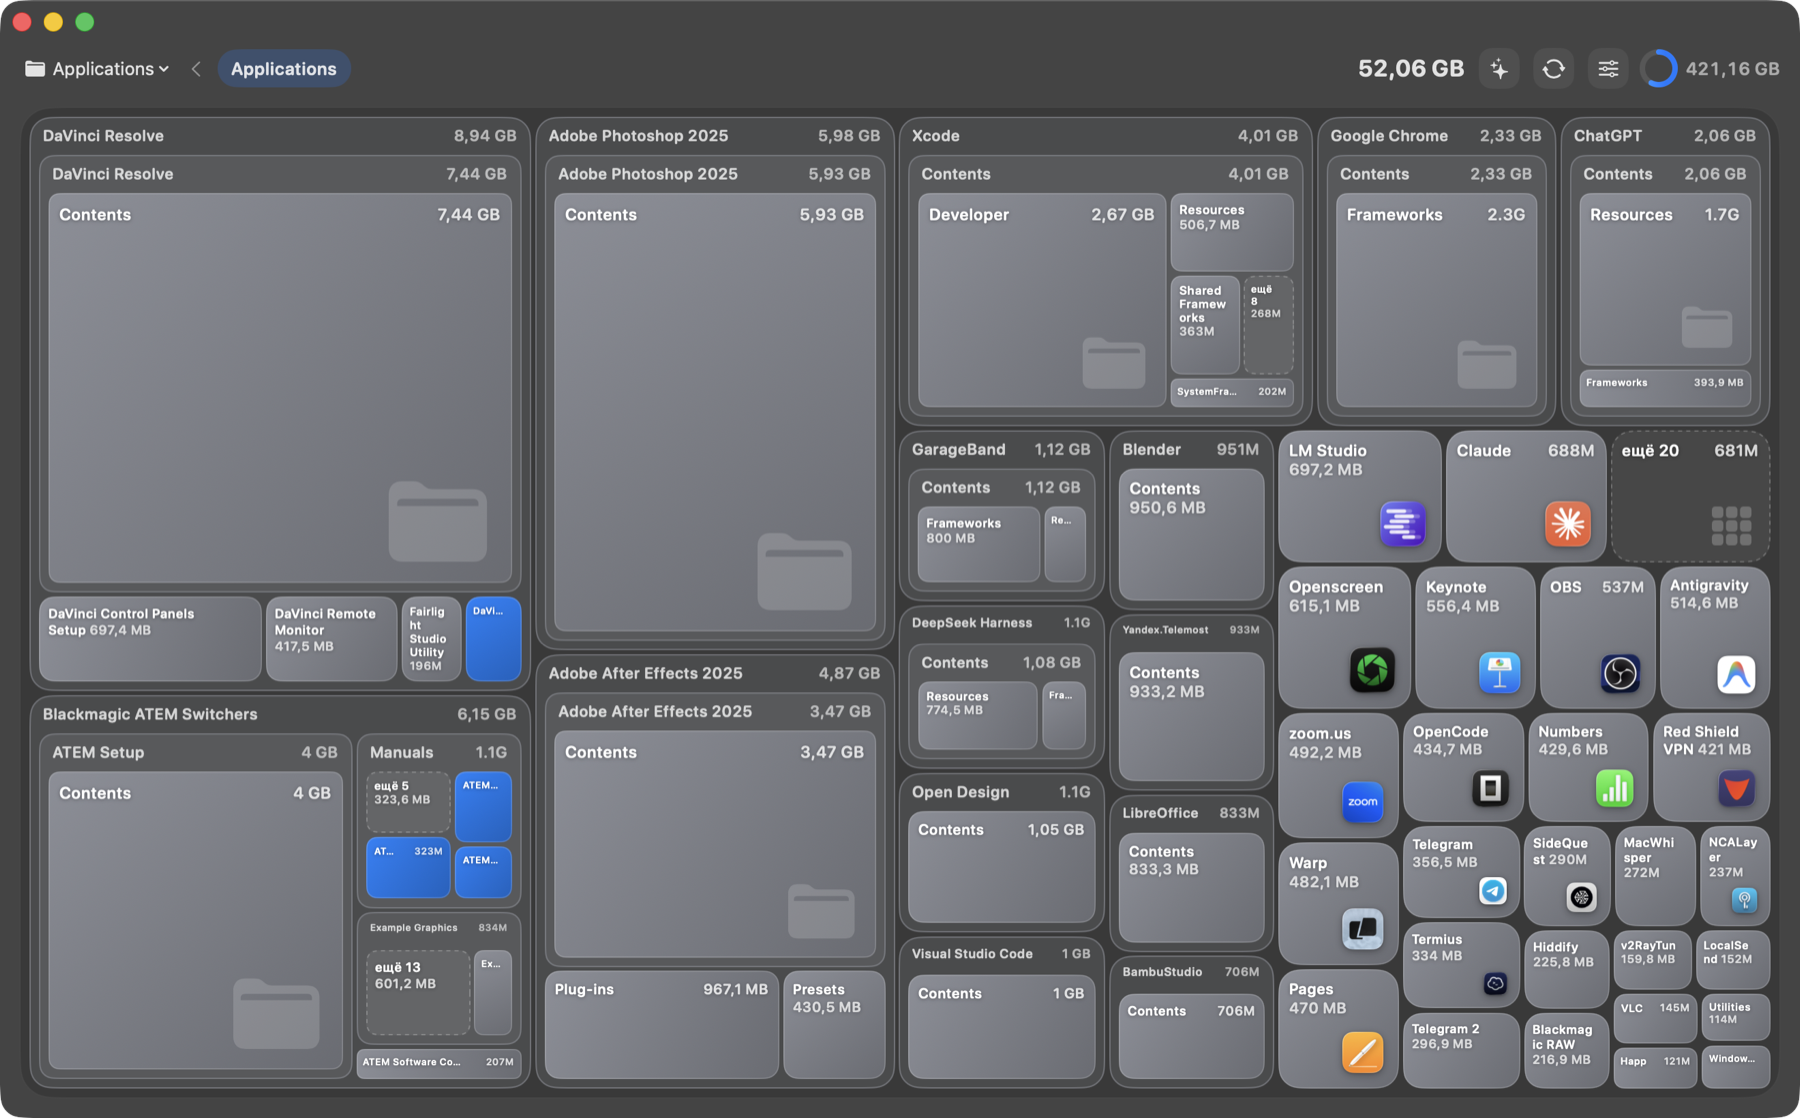 Applications
Applications
52,06 GB
421,16 GB
DaVinci Resolve 8,94 GB
DaVinci Resolve 7,44 GB
Contents 7,44 GB
DaVinci Control Panels
Setup 697,4 MB
DaVinci Remote
Monitor
417,5 MB
Fairlig
ht
Studio
Utility
196M
DaVi...
Blackmagic ATEM Switchers 6,15 GB
ATEM Setup 4 GB
Contents 4 GB
Manuals 1.1G
ещё 5
323,6 MB
ATEM...
AT... 323M
ATEM...
Example Graphics 834M
ещё 13
601,2 MB
Ex...
ATEM Software Co... 207M
Adobe Photoshop 2025 5,98 GB
Adobe Photoshop 2025 5,93 GB
Contents 5,93 GB
Adobe After Effects 2025 4,87 GB
Adobe After Effects 2025 3,47 GB
Contents 3,47 GB
Plug-ins 967,1 MB
Presets
430,5 MB
Xcode 4,01 GB
Contents 4,01 GB
Developer 2,67 GB
Resources
506,7 MB
Shared
Framew
orks
363M
ещё
8
268M
SystemFra... 202M
Google Chrome 2,33 GB
Contents 2,33 GB
Frameworks 2.3G
ChatGPT 2,06 GB
Contents 2,06 GB
Resources 1.7G
Frameworks 393,9 MB
GarageBand 1,12 GB
Contents 1,12 GB
Frameworks
800 MB
Re...
DeepSeek Harness 1.1G
Contents 1,08 GB
Resources
774,5 MB
Fra...
Open Design 1.1G
Contents 1,05 GB
Visual Studio Code 1 GB
Contents 1 GB
Blender 951M
Contents
950,6 MB
Yandex.Telemost 933M
Contents
933,2 MB
LibreOffice 833M
Contents
833,3 MB
BambuStudio 706M
Contents 706M
LM Studio
697,2 MB
Claude 688M
ещё 20 681M
Openscreen
615,1 MB
Keynote
556,4 MB
OBS 537M
Antigravity
514,6 MB
zoom.us
492,2 MB
zoom
OpenCode
434,7 MB
Numbers
429,6 MB
Red Shield
VPN 421 MB
Warp
482,1 MB
Telegram
356,5 MB
SideQue
st 290M
MacWhi
sper
272M
NCALay
er
237M
Pages
470 MB
Termius
334 MB
Hiddify
225,8 MB
v2RayTun
159,8 MB
LocalSe
nd 152M
Telegram 2
296,9 MB
Blackmag
ic RAW
216,9 MB
VLC 145M
Utilities
114M
Happ 121M
Window...